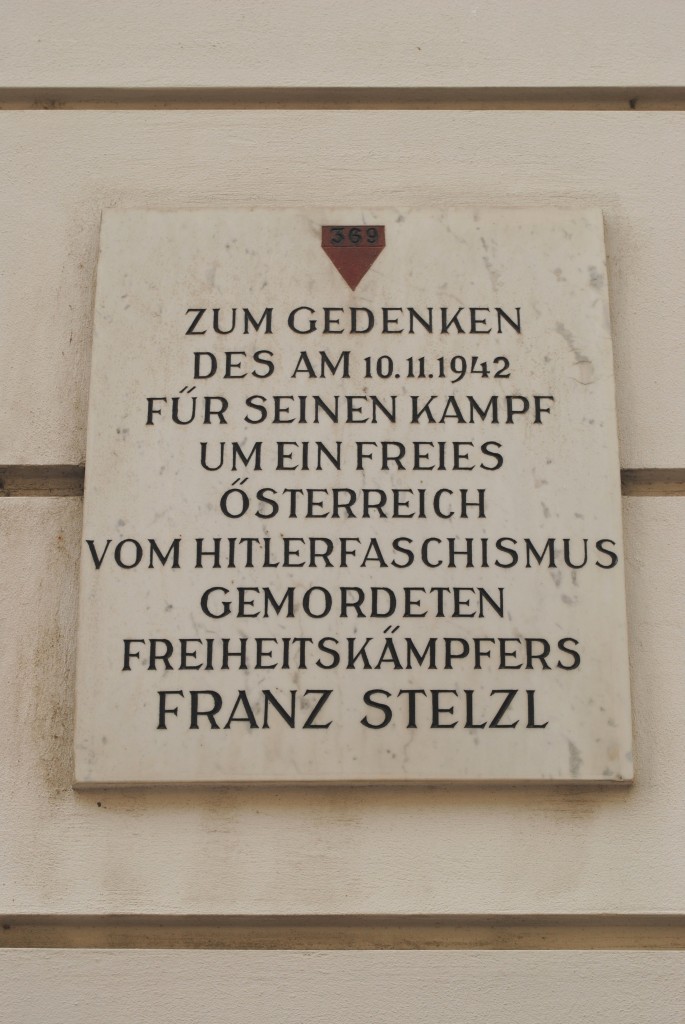 369
ZUM GEDENKEN
DES AM 10.11.1942
FŰR SEINEN KAMPF
UM EIN FREIES
ŐSTERREICH
VOM HITLERFASCHISMUS
GEMORDETEN
FREIHEITSKÄMPFERS
FRANZ STELZL